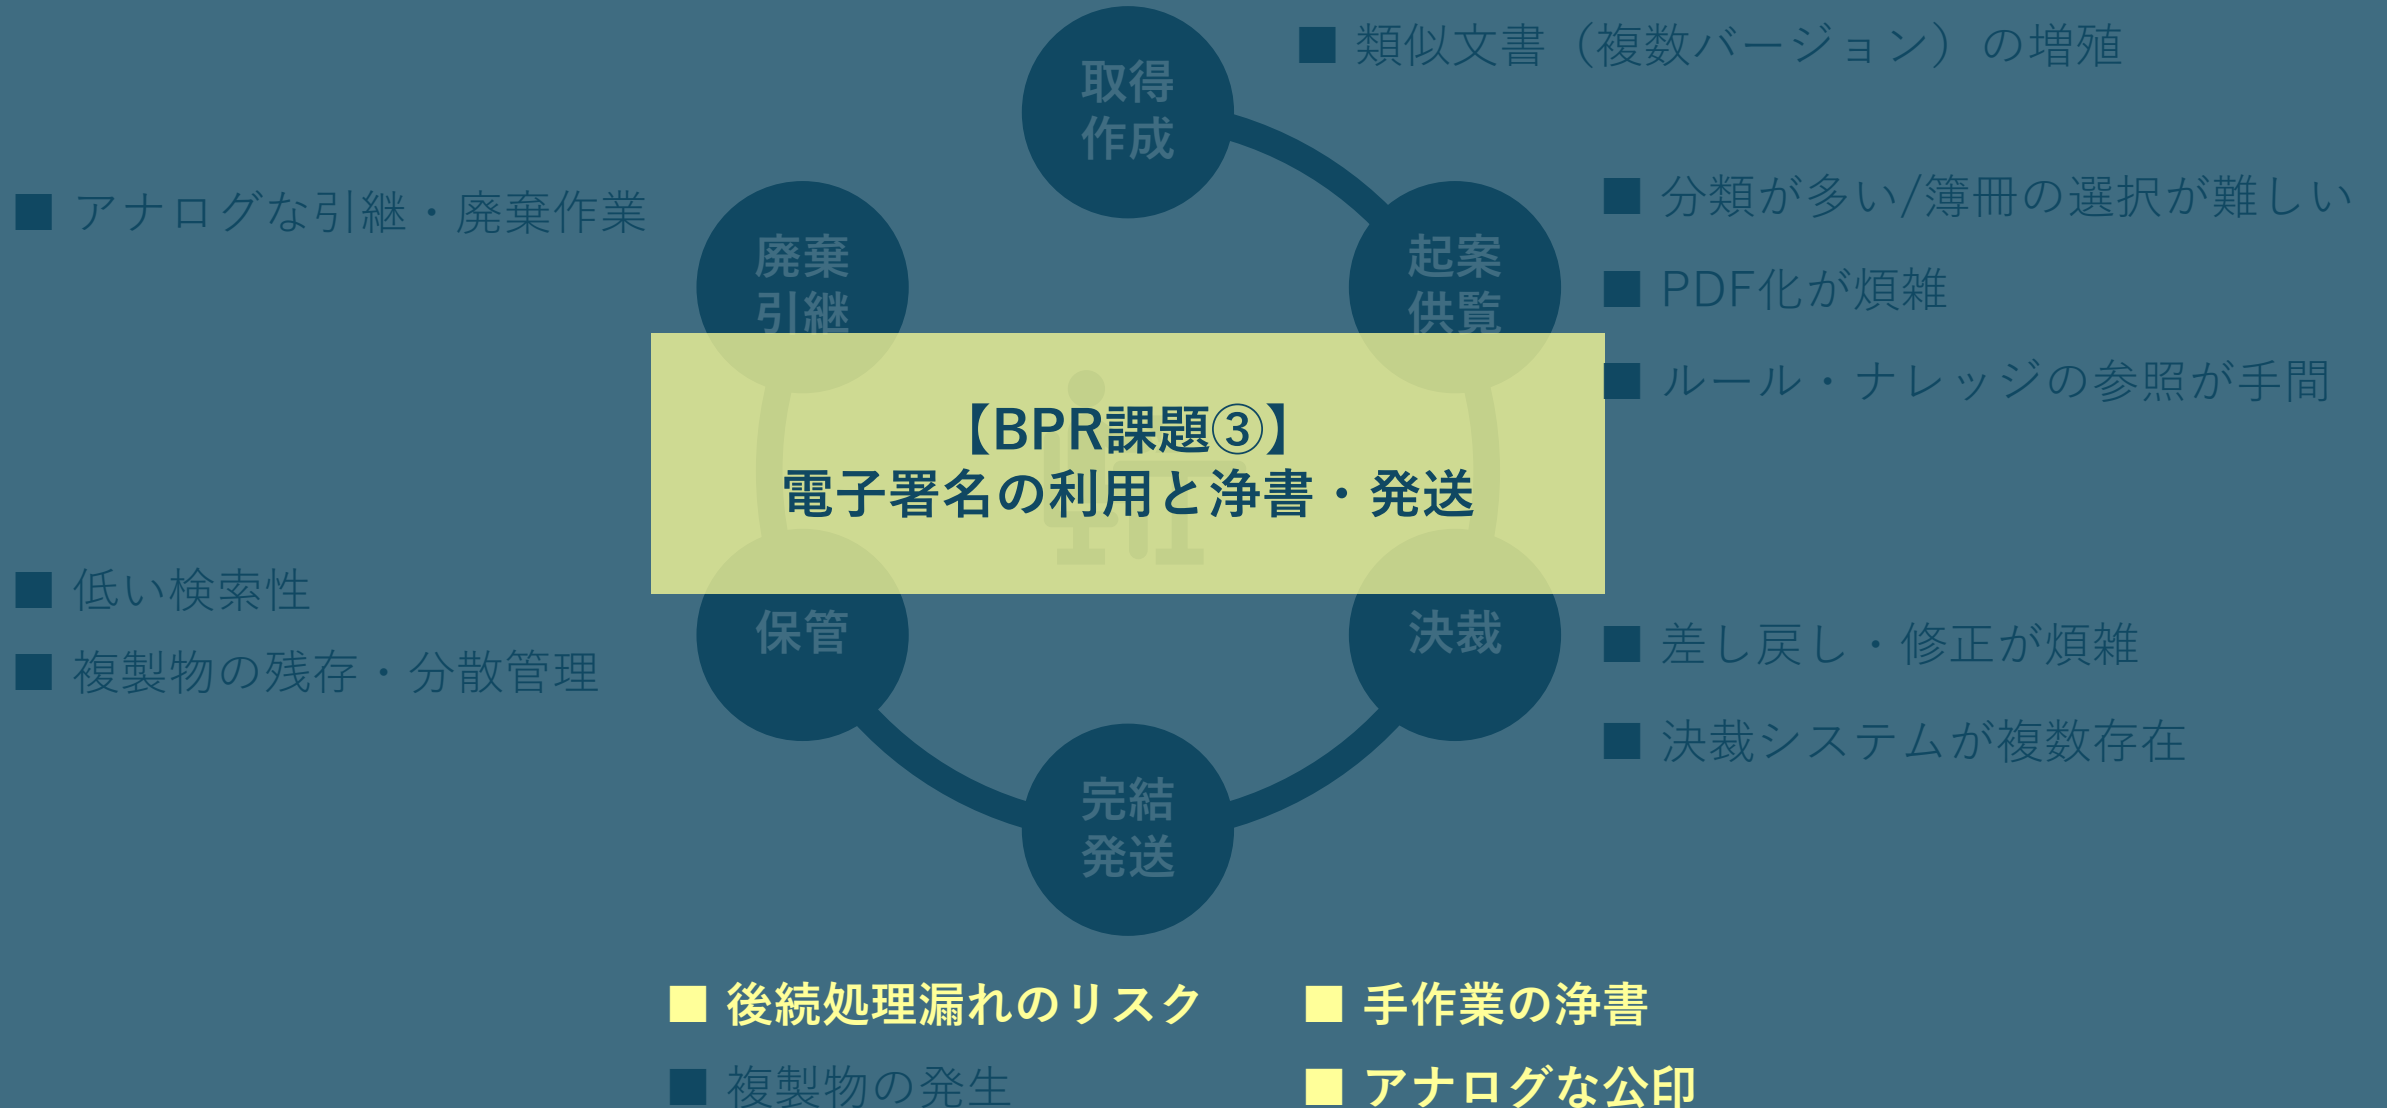 取得
作成
■ 類似文書（複数バージョン）の増殖
■ アナログな引継・廃棄作業
廃棄
引継
起案
供覧
■ 分類が多い/簿冊の選択が難しい
■ PDF化が煩雑
■ ルール・ナレッジの参照が手間
【BPR課題③】
電子署名の利用と浄書・発送
■ 低い検索性
■ 複製物の残存・分散管理
保管
決裁
■ 差し戻し・修正が煩雑
■ 決裁システムが複数存在
完結
発送
■ 後続処理漏れのリスク
■ 手作業の浄書
■ 複製物の発生
■ アナログな公印